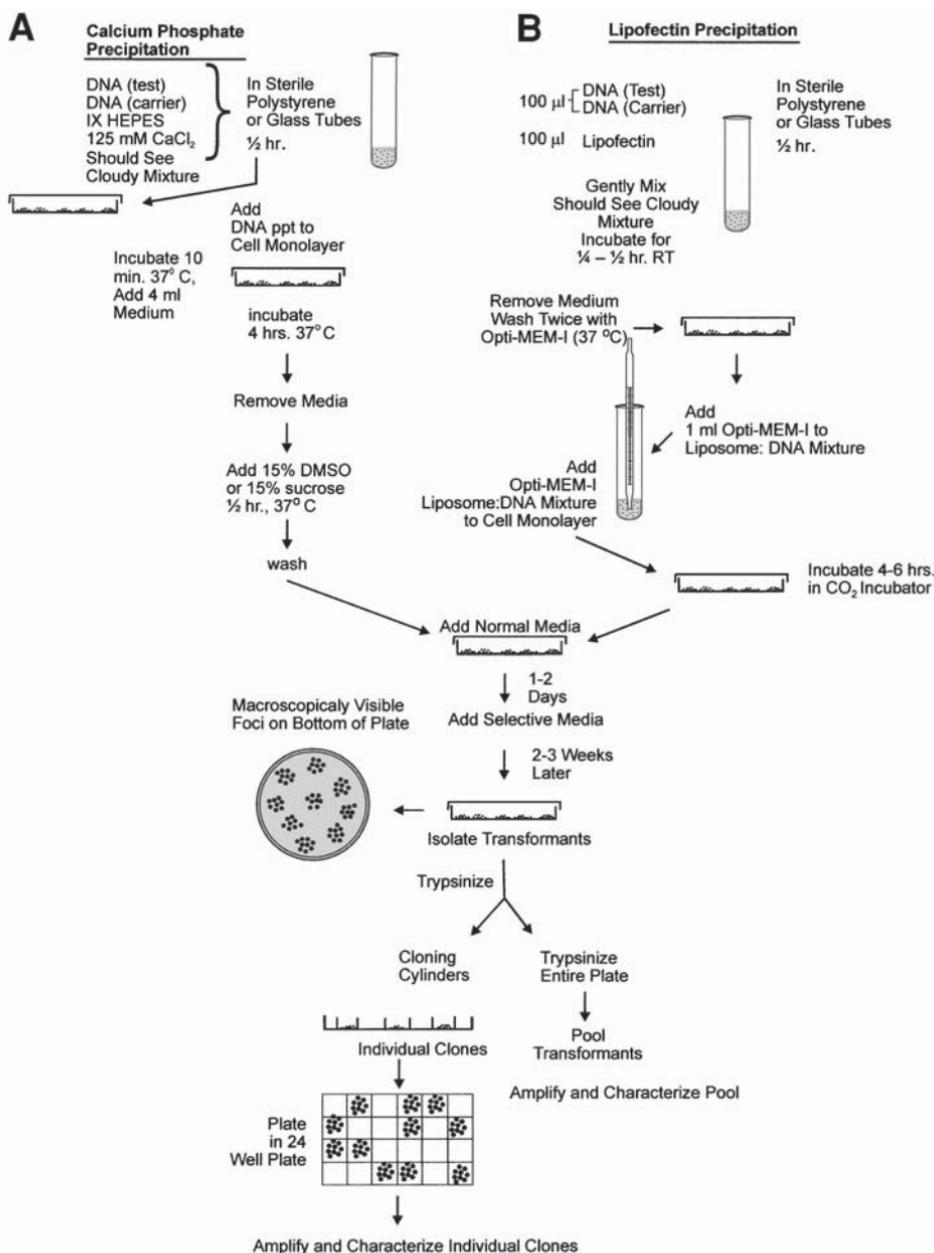 A
Calcium Phosphate
Precipitation
DNA (test)
DNA (carrier)
IX HEPES
125 mM CaCl₂
Should See
Cloudy Mixture
In Sterile
Polystyrene
or Glass Tubes
½ hr.
Add
DNA ppt to
Cell Monolayer
Incubate 10
min. 37⁰ C,
Add 4 ml
Medium
incubate
4 hrs. 37° C
Remove Media
Add 15% DMSO
or 15% sucrose
½ hr., 37° C
wash
B
Lipofectin Precipitation
100 µl DNA (Test)
DNA (Carrier)
100 µl Lipofectin
In Sterile
Polystyrene
or Glass Tubes
½ hr.
Gently Mix
Should See Cloudy
Mixture
Incubate for
¼ – ½ hr. RT
Remove Medium
Wash Twice with
Opti-MEM-I (37 °C)
Add
1 ml Opti-MEM-I to
Liposome: DNA Mixture
Add
Opti-MEM-I
Liposome:DNA Mixture
to Cell Monolayer
Incubate 4-6 hrs.
in CO₂ Incubator
Add Normal Media
1-2
Days
Add Selective Media
2-3 Weeks
Later
Macroscopicaly Visible
Foci on Bottom of Plate
Isolate Transformants
Trypsinize
Cloning
Cylinders
Trypsinize
Entire Plate
Individual Clones
Pool
Transformants
Amplify and Characterize Pool
Plate
in 24
Well Plate
Amplify and Characterize Individual Clones